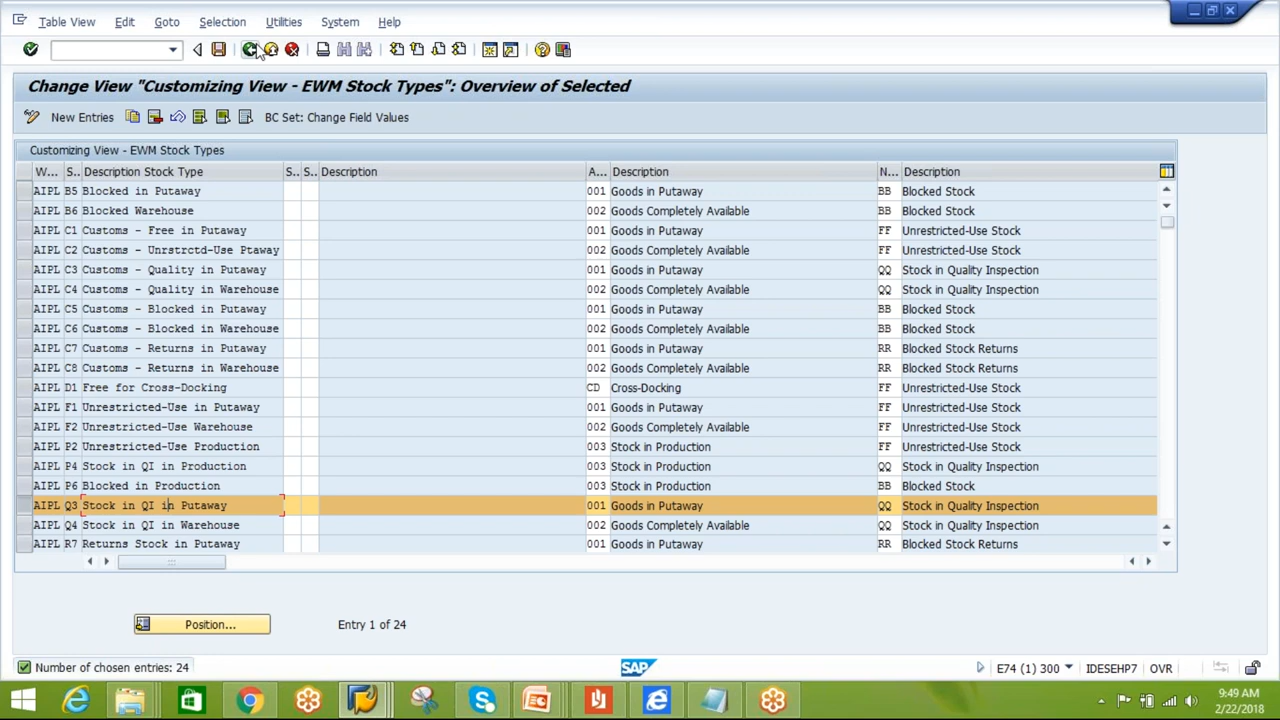 Table View Edit Goto Selection Utilities System Help
Change View "Customizing View - EWM Stock Types": Overview of Selected
New Entries BC Set: Change Field Values
Customizing View - EWM Stock Types
W... S.. Description Stock Type S.. S.. Description A... Description N... Description
AIPL B5 Blocked in Putaway 001 Goods in Putaway BB Blocked Stock
AIPL B6 Blocked Warehouse 002 Goods Completely Available BB Blocked Stock
AIPL C1 Customs - Free in Putaway 001 Goods in Putaway FF Unrestricted-Use Stock
AIPL C2 Customs - Unrstrctd-Use Ptaway 002 Goods Completely Available FF Unrestricted-Use Stock
AIPL C3 Customs - Quality in Putaway 001 Goods in Putaway QQ Stock in Quality Inspection
AIPL C4 Customs - Quality in Warehouse 002 Goods Completely Available QQ Stock in Quality Inspection
AIPL C5 Customs - Blocked in Putaway 001 Goods in Putaway BB Blocked Stock
AIPL C6 Customs - Blocked in Warehouse 002 Goods Completely Available BB Blocked Stock
AIPL C7 Customs - Returns in Putaway 001 Goods in Putaway RR Blocked Stock Returns
AIPL C8 Customs - Returns in Warehouse 002 Goods Completely Available RR Blocked Stock Returns
AIPL D1 Free for Cross-Docking CD Cross-Docking FF Unrestricted-Use Stock
AIPL F1 Unrestricted-Use in Putaway 001 Goods in Putaway FF Unrestricted-Use Stock
AIPL F2 Unrestricted-Use Warehouse 002 Goods Completely Available FF Unrestricted-Use Stock
AIPL P2 Unrestricted-Use Production 003 Stock in Production FF Unrestricted-Use Stock
AIPL P4 Stock in QI in Production 003 Stock in Production QQ Stock in Quality Inspection
AIPL P6 Blocked in Production 003 Stock in Production BB Blocked Stock
AIPL Q3 Stock in QI in Putaway 001 Goods in Putaway QQ Stock in Quality Inspection
AIPL Q4 Stock in QI in Warehouse 002 Goods Completely Available QQ Stock in Quality Inspection
AIPL R7 Returns Stock in Putaway 001 Goods in Putaway RR Blocked Stock Returns
Position... Entry 1 of 24
Number of chosen entries: 24 SAP E74 (1) 300 IDESEHP7 OVR
9:49 AM
2/22/2018